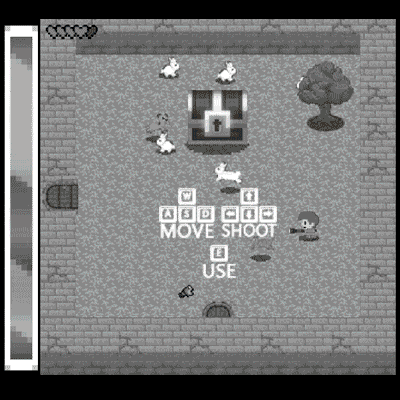 W ↑
A S D ← ↓ →
MOVE SHOOT
E
USE